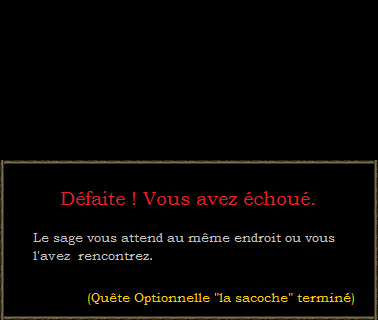 Défaite ! Vous avez échoué.
Le sage vous attend au même endroit ou vous
l'avez rencontrez.
(Quête Optionnelle "la sacoche" terminé)